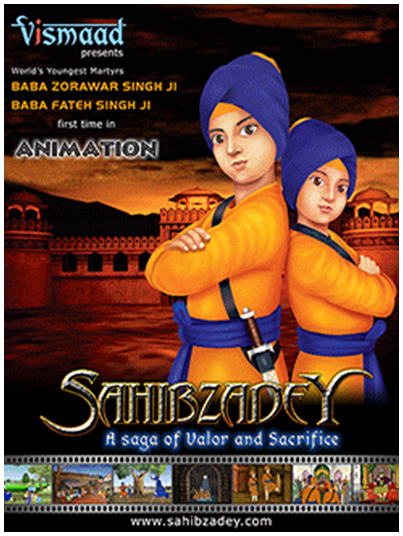 Vismaad
presents
World's Youngest Martyrs
BABA ZORAWAR SINGH JI
BABA FATEH SINGH JI
first time in
ANIMATION
SAHIBZADEY
A saga of Valor and Sacrifice
www.sahibzadey.com